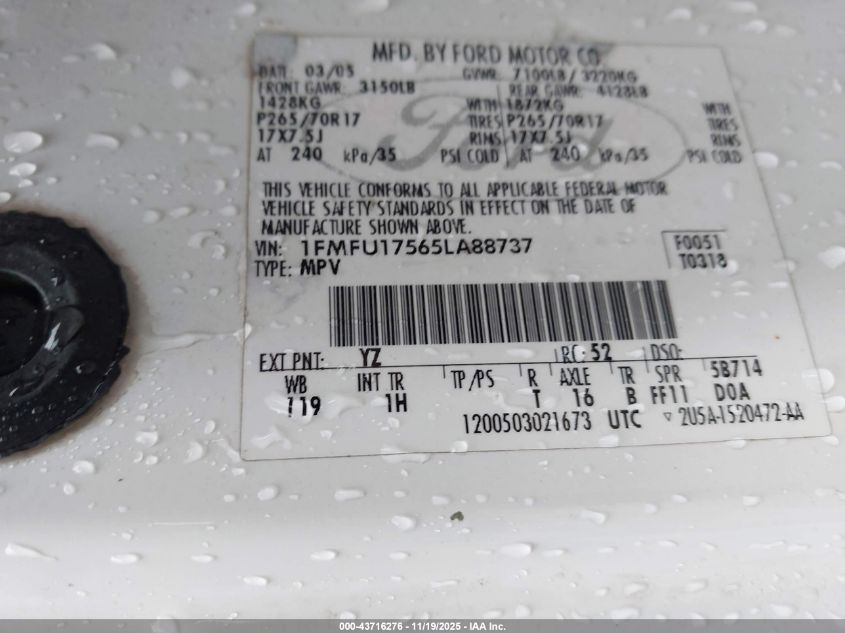 MFD. BY FORD MOTOR CO.
DATE: 03/05 GVWR: 7100LB / 3220KG
FRONT GAWR: 3150LB REAR GAWR: 4128LB
1428KG WITH 1872KG WITH
P265/70R17 TIRES P265/70R17 TIRES
17X7.5J RIMS 17X7.5J RIMS
AT 240 kPa/35 PSI COLD AT 240 kPa/35 PSI COLD
Ford
THIS VEHICLE CONFORMS TO ALL APPLICABLE FEDERAL MOTOR
VEHICLE SAFETY STANDARDS IN EFFECT ON THE DATE OF
MANUFACTURE SHOWN ABOVE.
VIN: 1FMFU17565LA88737 F0051
TYPE: MPV T0318
EXT PNT: YZ RC: 52 DSO:
WB INT TR TP/PS R AXLE TR SPR 5B714
119 1H T 16 B FF11 DOA
1200503021673 UTC ▽ 2U5A-1520472-AA
000-43716276 - 11/19/2025 - IAA Inc.